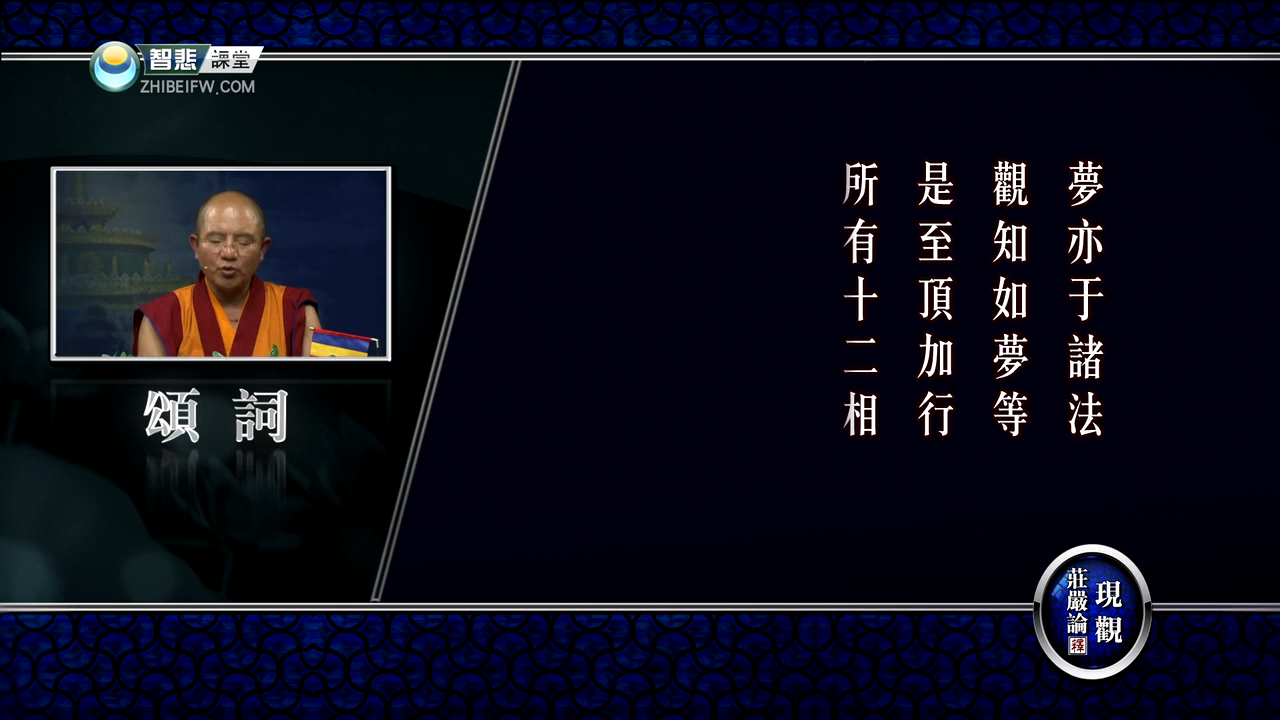 智悲課堂
ZHIBEIFW.COM
頌詞
夢亦于諸法
觀知如夢等
是至頂加行
所有十二相
現觀
莊嚴論釋